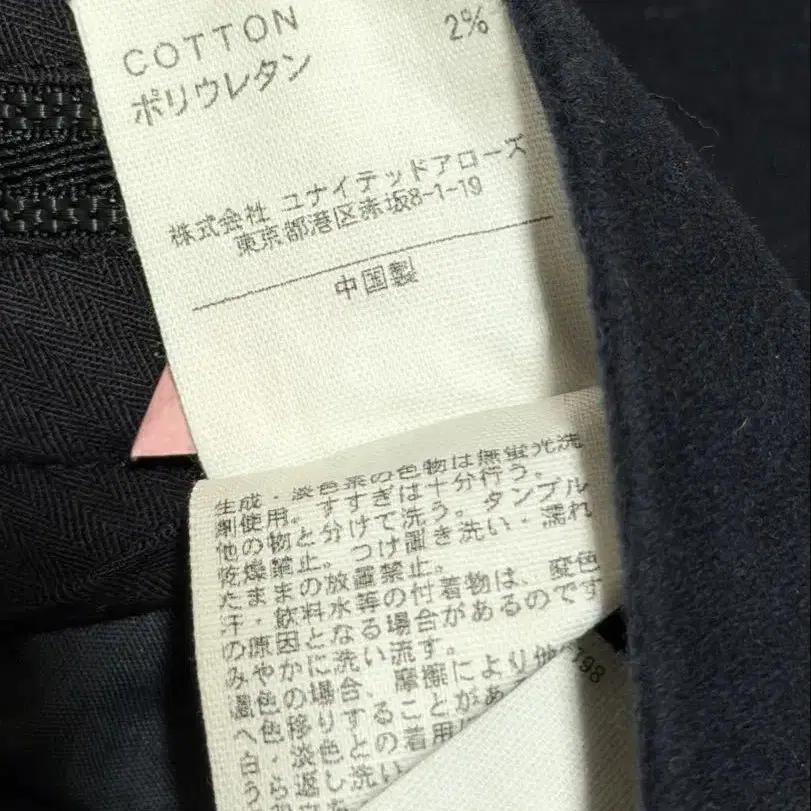 COTTON
ポリウレタン 2%
株式会社 ユナイテッドアローズ
東京都港区赤坂8-1-19
中国製
生成・淡色系の色物は無蛍光洗
剤使用。すすぎは十分行う。
他の物と分けて洗う。タンブル
乾燥禁止。つけ置き洗い・濡れ
たままの放置禁止。
汗・飲料水等の付着物は、変色
の原因となる場合があるのです
みやかに洗い流す。
濃色の場合、摩擦により他
へ色移りすることがあ
白・淡色
198